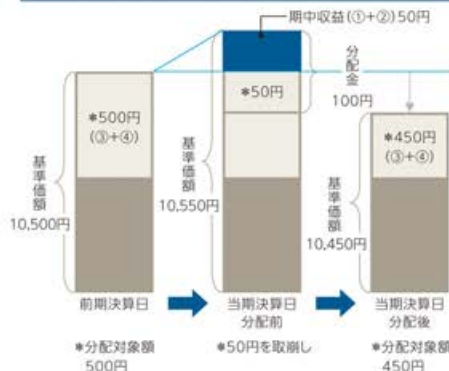 期中収益(①+②)50円
分配金
100円
*500円
(③+④)
基準価額
10,500円
*50円
基準価額
10,550円
*450円
(③+④)
基準価額
10,450円
前期決算日
当期決算日
分配前
当期決算日
分配後
*分配対象額
500円
*50円を取崩し
*分配対象額
450円